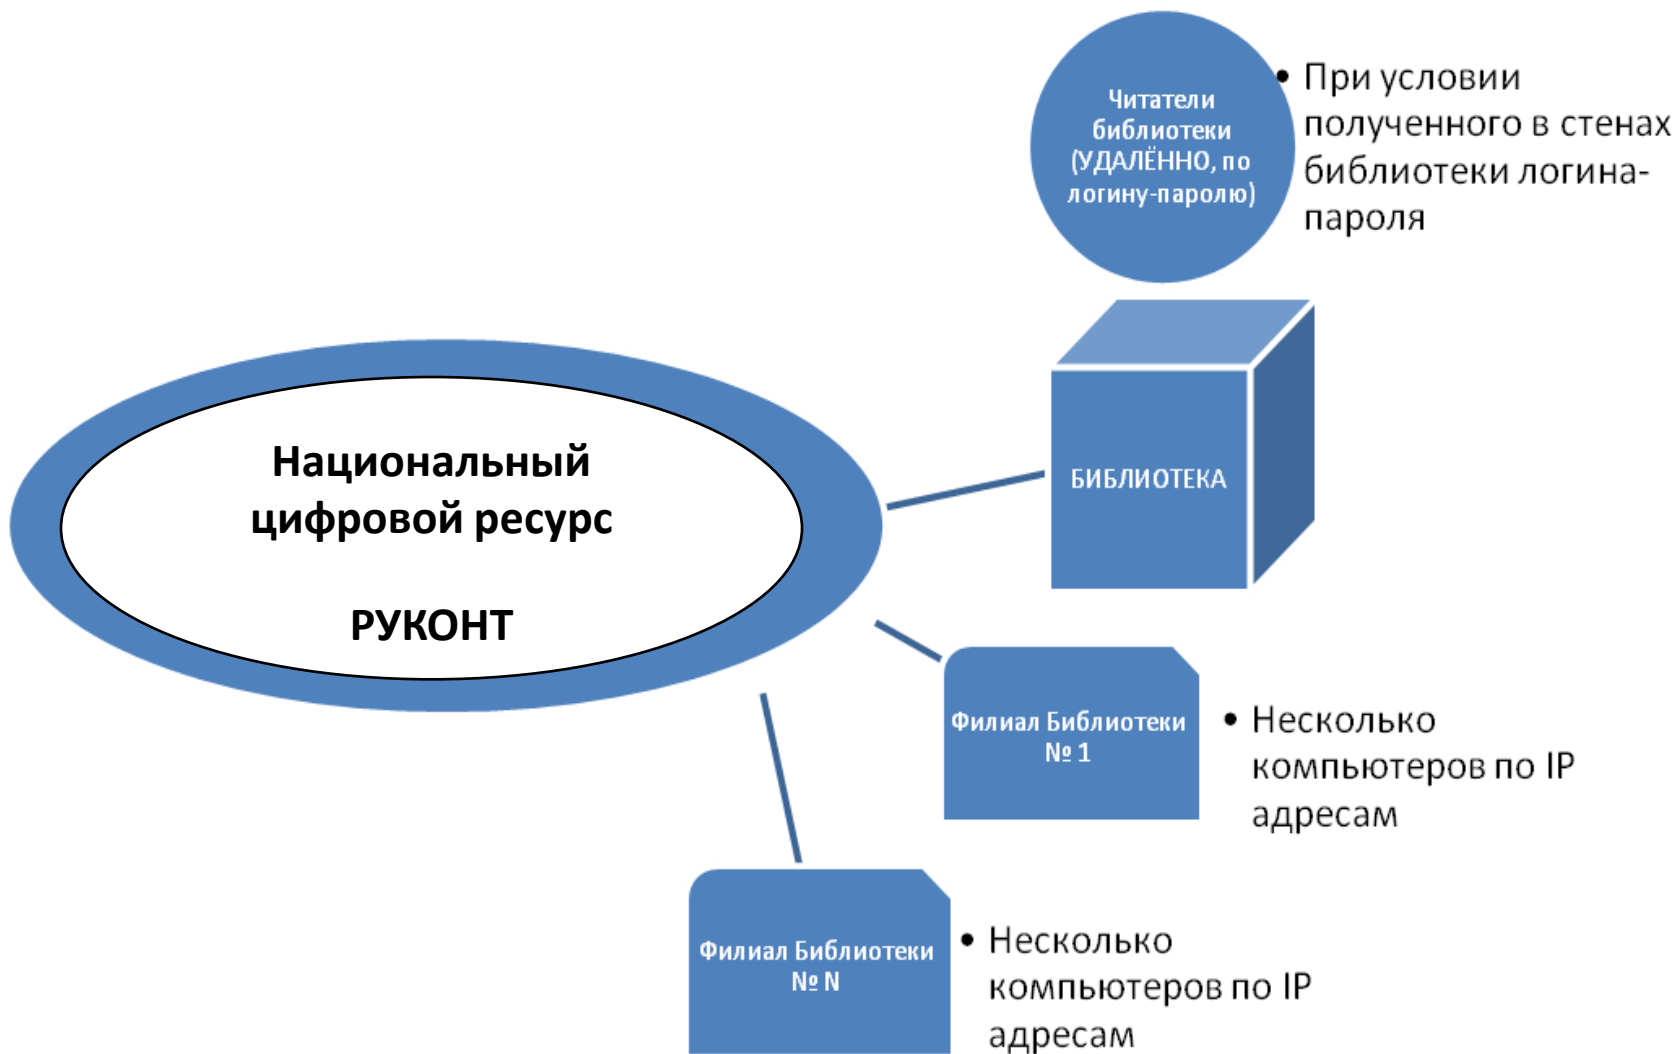 Читатели
библиотеки
(УДАЛЁННО, по
логину-паролю)
• При условии
полученного в стенах
библиотеки логина-
пароля
Национальный
цифровой ресурс
РУКОНТ
БИБЛИОТЕКА
Филиал Библиотеки
№ 1
• Несколько
компьютеров по IP
адресам
Филиал Библиотеки
№ N
• Несколько
компьютеров по IP
адресам